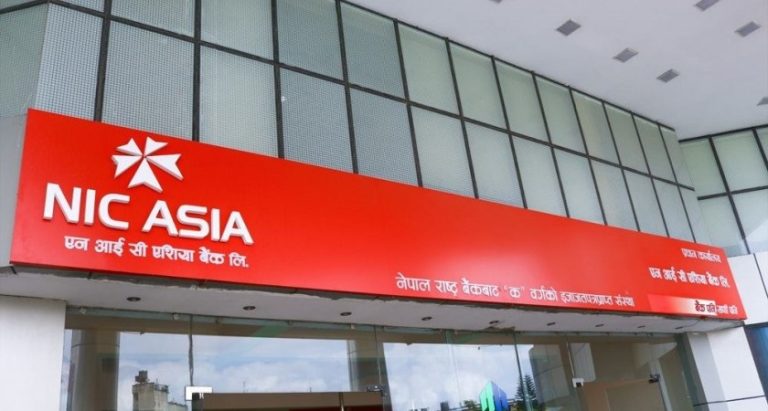 NIC ASIA
एन आई सी एशिया बैंक लि.
नेपाल राष्ट्र बैंकबाट "क" वर्गको इजाजतपत्रप्राप्त संस्था
प्रधान कार्यालय
एन आई सी एशिया बैंक लि.